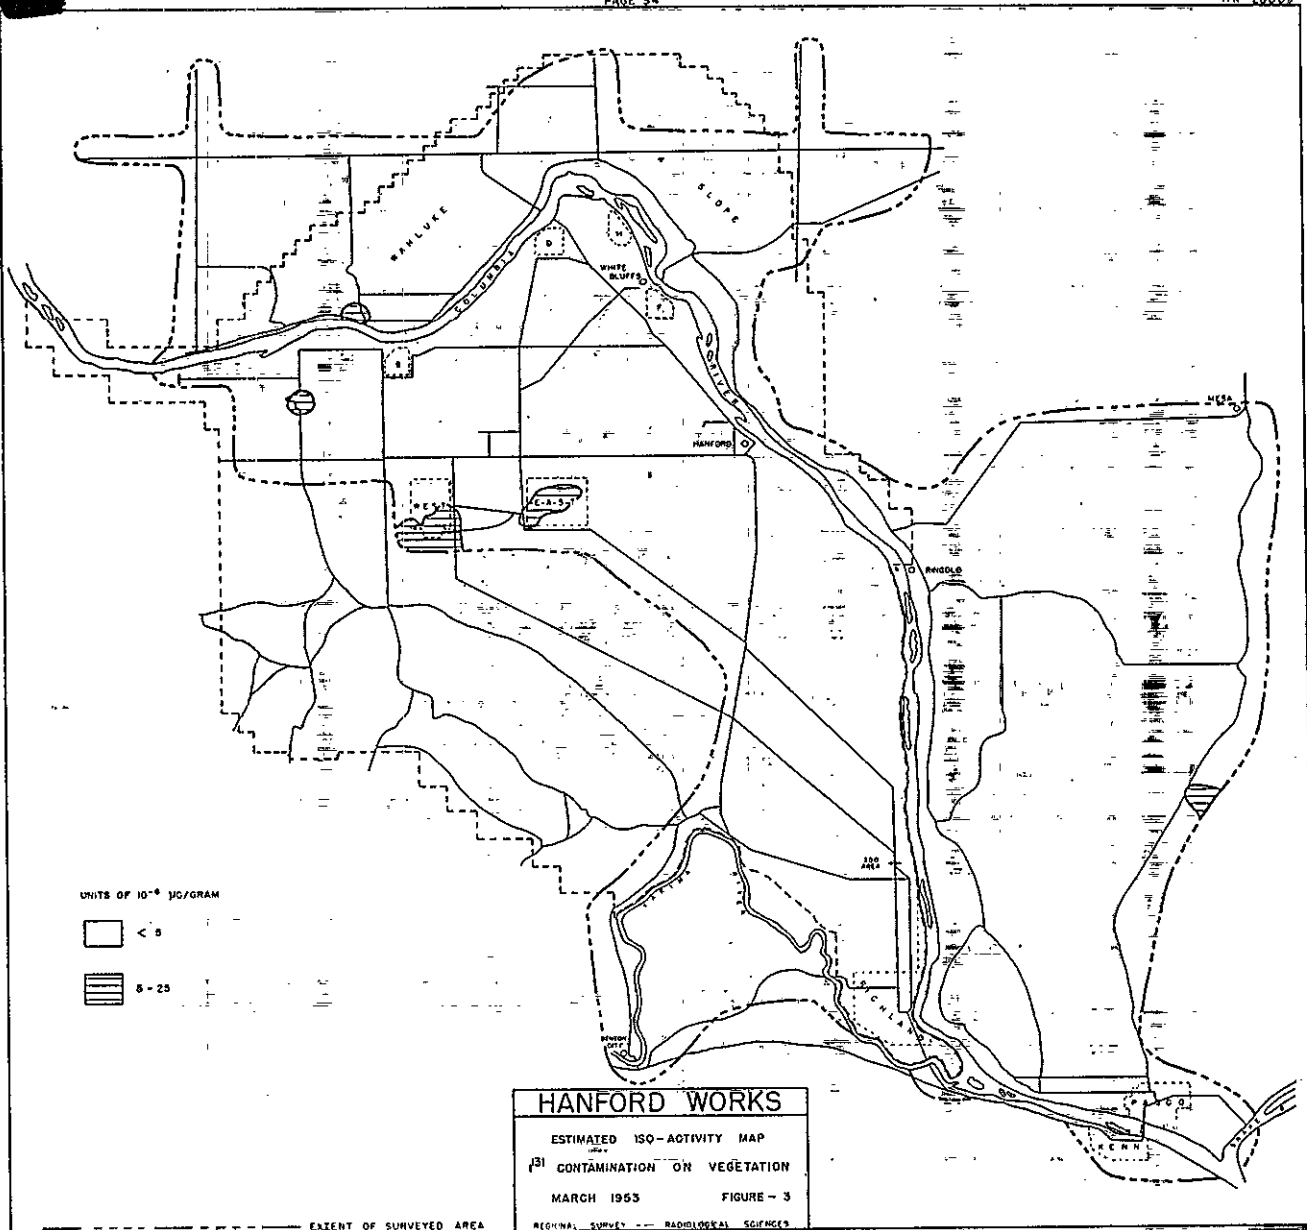 PAGE 34
WAHLUKE
SLOPE
COLUMBIA
RIVER
D
H
WHITE
BLUFFS
F
B
MESA
HANFORD
WEST
E-A-S-T
RINGOLD
300
AREA
YAKIMA
RICHLAND
BENTON
CITY
PASCO
KENN
SNAKE
UNITS OF 10⁻⁶ µC/GRAM
< 5
5-25
HANFORD WORKS
ESTIMATED ISO-ACTIVITY MAP
I131 CONTAMINATION ON VEGETATION
MARCH 1953 FIGURE - 3
REGIONAL SURVEY --- RADIOLOGICAL SCIENCES
EXTENT OF SURVEYED AREA